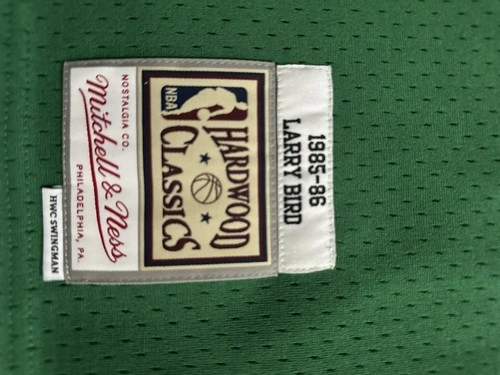 HWC SWINGMAN
NOSTALGIA CO.
Mitchell & Ness
PHILADELPHIA, PA.
NBA
HARDWOOD
CLASSICS
1985-86
LARRY BIRD